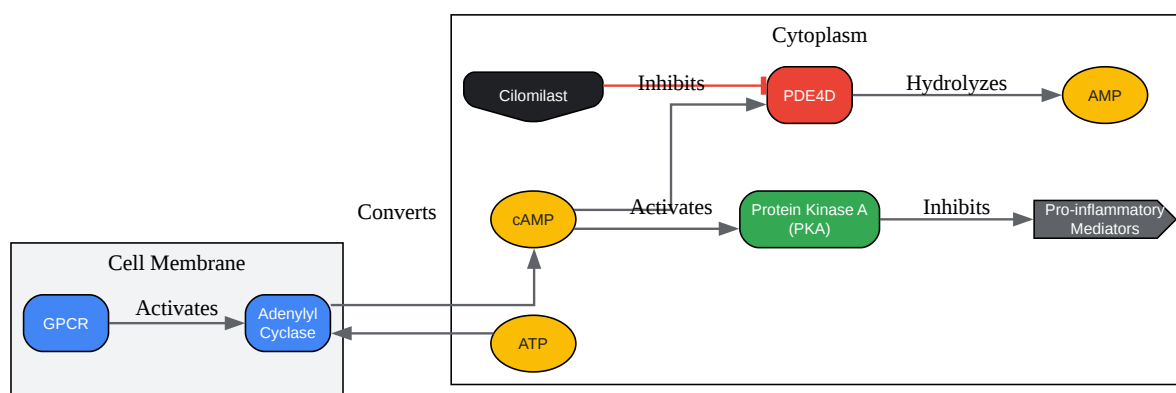 Cytoplasm
Cilomilast
Inhibits
PDE4D
Hydrolyzes
AMP
Converts
cAMP
Activates
Protein Kinase A
(PKA)
Inhibits
Pro-inflammatory
Mediators
Cell Membrane
GPCR
Activates
Adenylyl
Cyclase
ATP